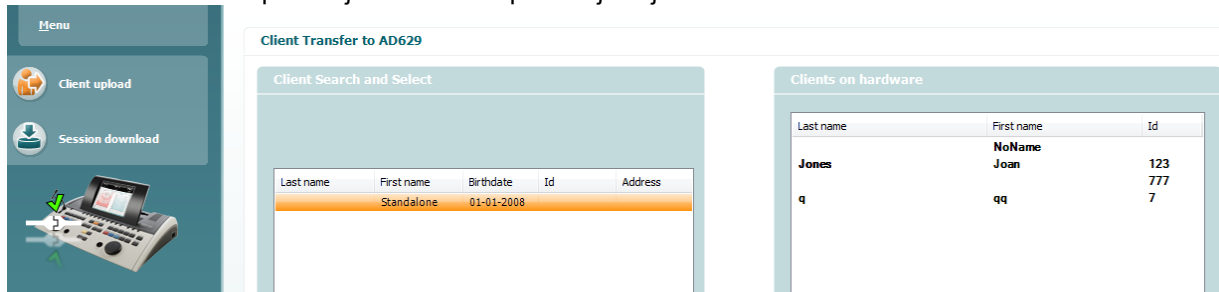 Menu
Client upload
Session download
Client Transfer to AD629
Client Search and Select
Last name First name Birthdate Id Address
Standalone 01-01-2008
Clients on hardware
Last name First name Id
NoName
Jones Joan 123
777
q qq 7